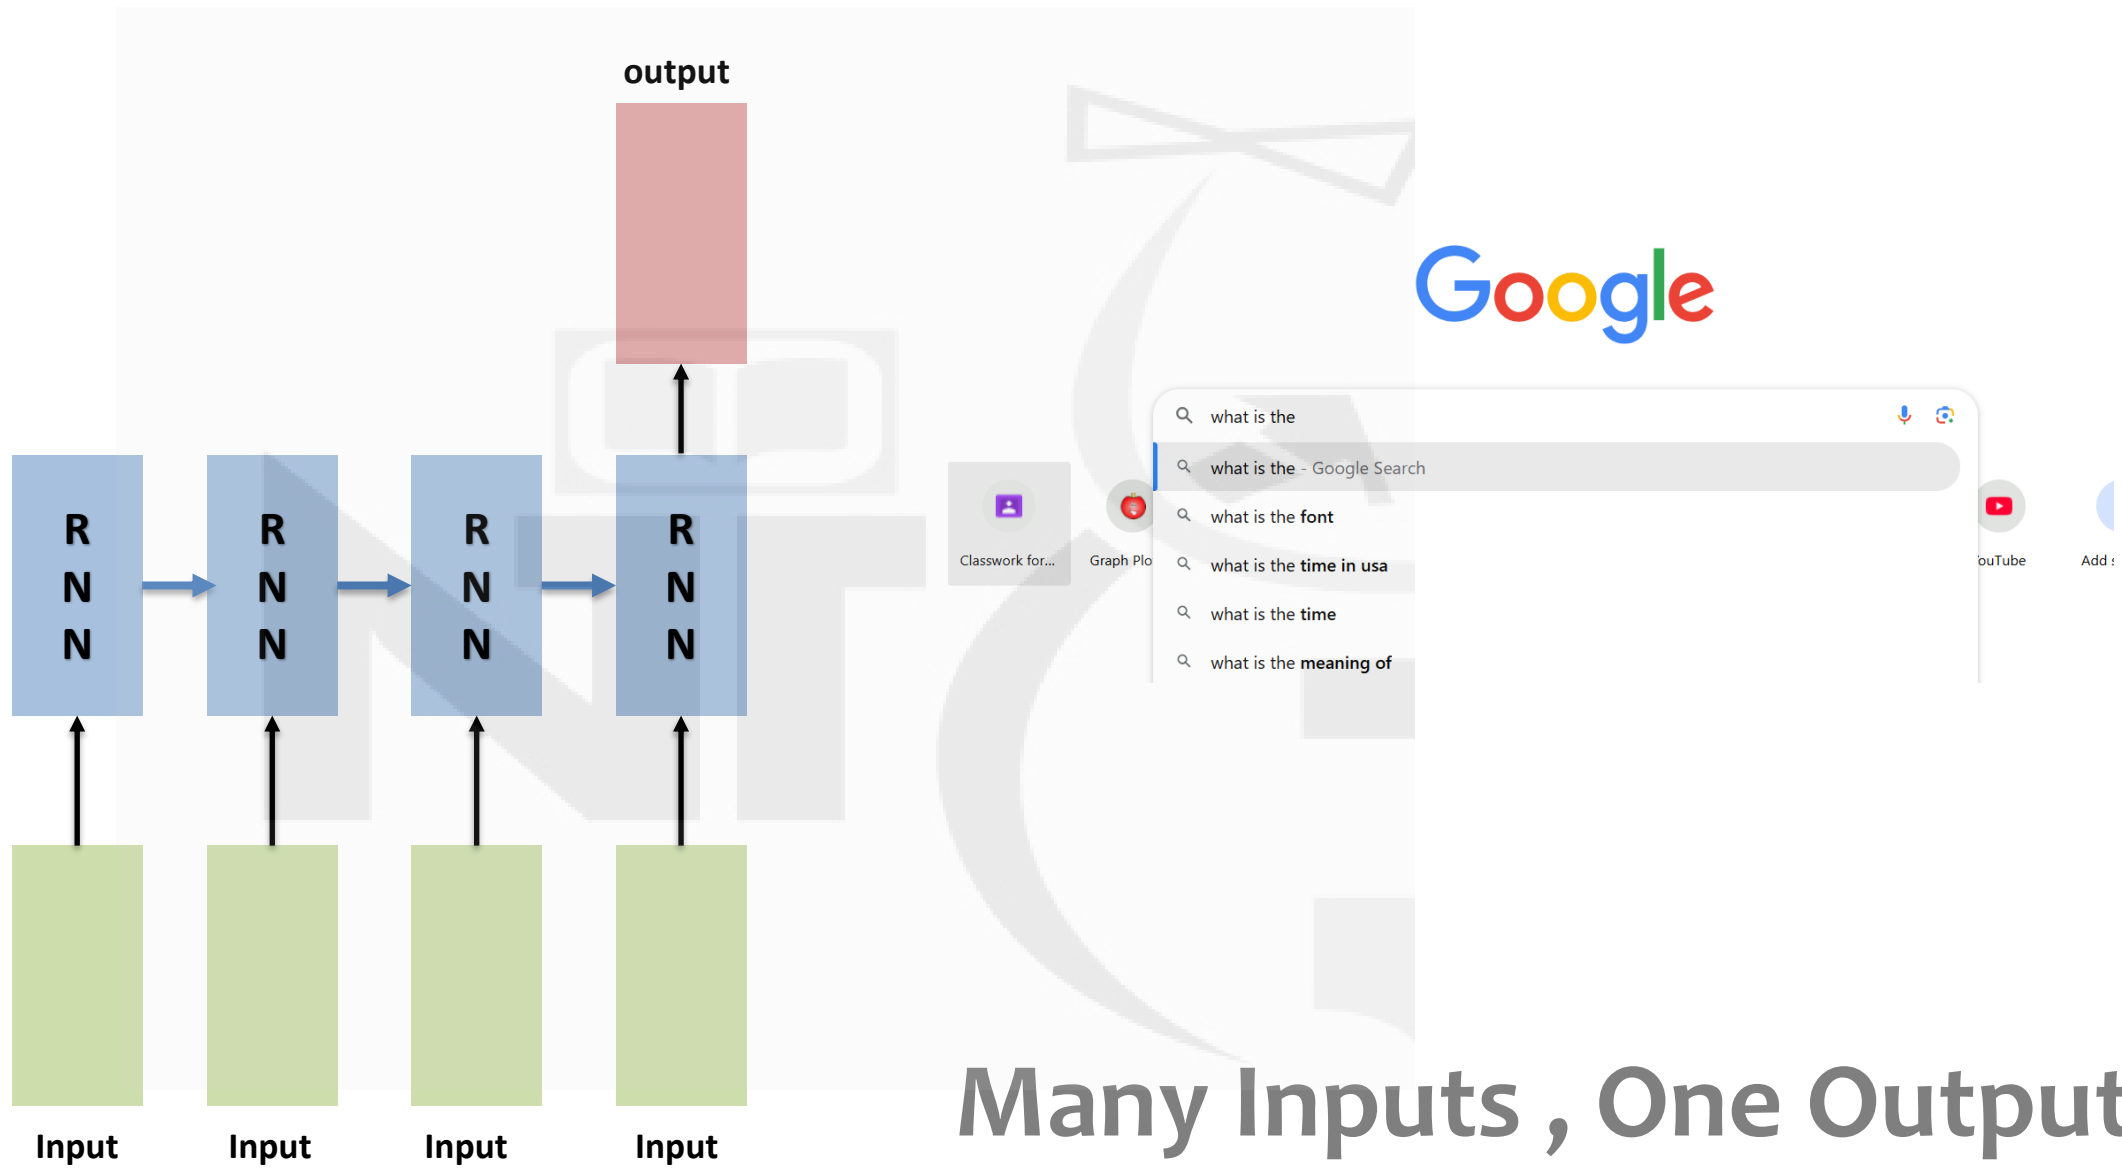 output
R
N
N
R
N
N
R
N
N
R
N
N
Input
Input
Input
Input
Google
what is the
what is the - Google Search
what is the font
what is the time in usa
what is the time
what is the meaning of
Classwork for...
Graph Plo
ouTube
Add
Many Inputs , One Output
NTG